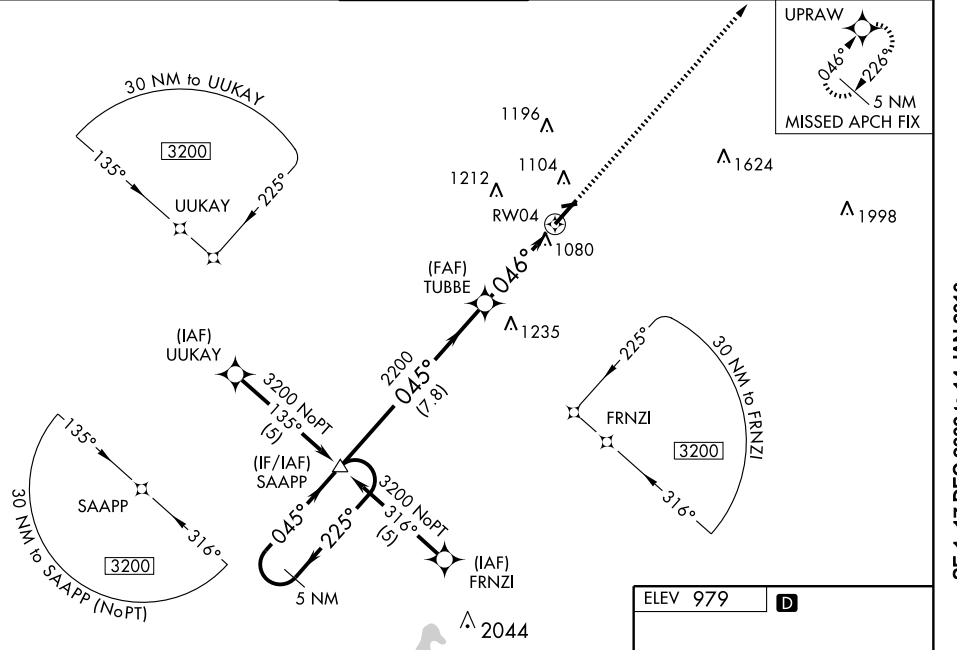 UPRAW
046°
226°
5 NM
MISSED APCH FIX
30 NM to UUKAY
3200
135°
225°
UUKAY
1196
1104
1212
RW04
1080
1624
1998
046°
(FAF)
TUBBE
1235
(IAF)
UUKAY
3200 NoPT
135°
(5)
2200
045°
(7.8)
(IF/IAF)
SAAPP
3200 NoPT
316°
(5)
045°
225°
5 NM
(IAF)
FRNZI
2044
135°
SAAPP
316°
3200
30 NM to SAAPP (NoPT)
225°
30 NM to FRNZI
FRNZI
3200
316°
ELEV 979
D